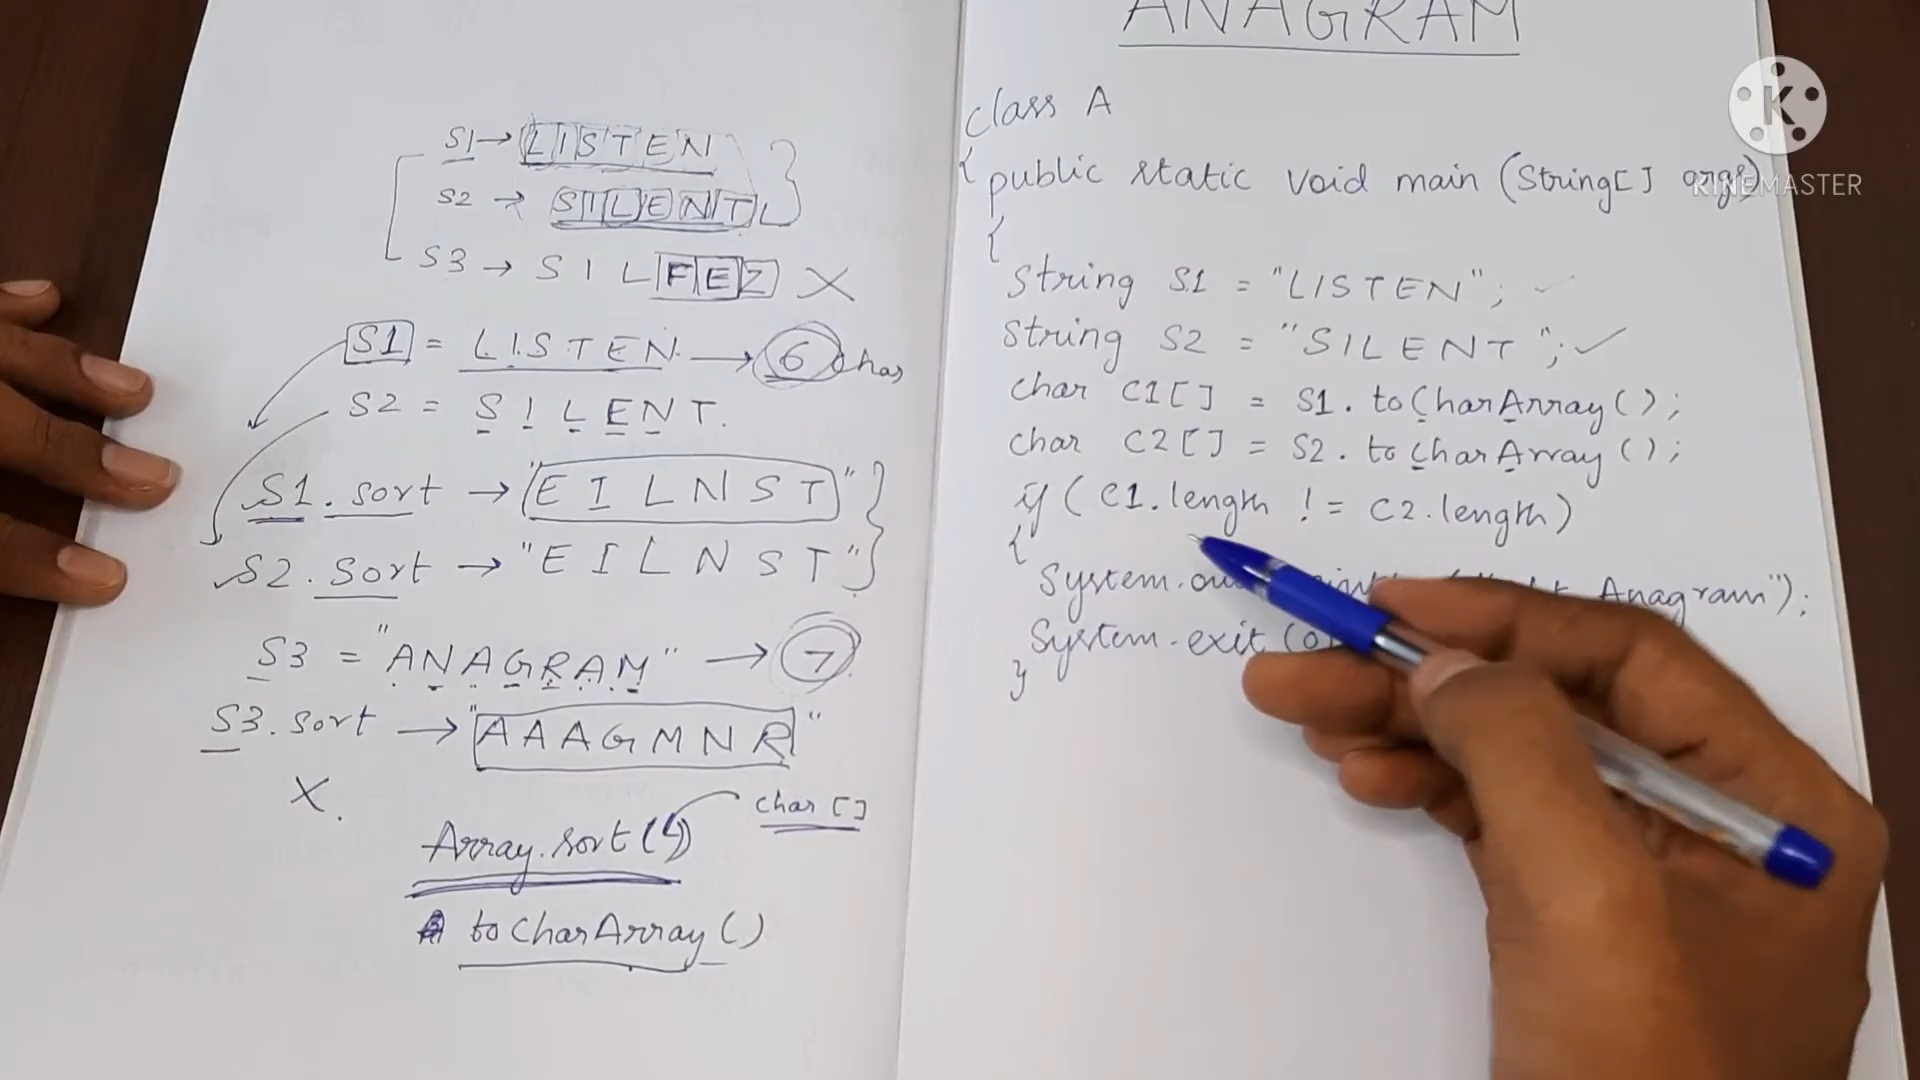 S1 → LISTEN
S2 → SILENT
S3 → SILFEZ X
S1 = LISTEN. → 6 char
S2 = SILENT.
S1.sort → "EILNST"
S2.sort → "EILNST"
S3 = "ANAGRAM" → 7
S3.sort → "AAAGMNR"
X.
char []
Array.sort()
toCharArray()
ANAGRAM
class A
{ public static void main (String[] args)
{
String S1 = "LISTEN";
String S2 = "SILENT";
char C1[] = S1.toCharArray();
char C2[] = S2.toCharArray();
if (C1.length != C2.length)
{
System. Anagram");
System.exit(0
}
K
KINEMASTER